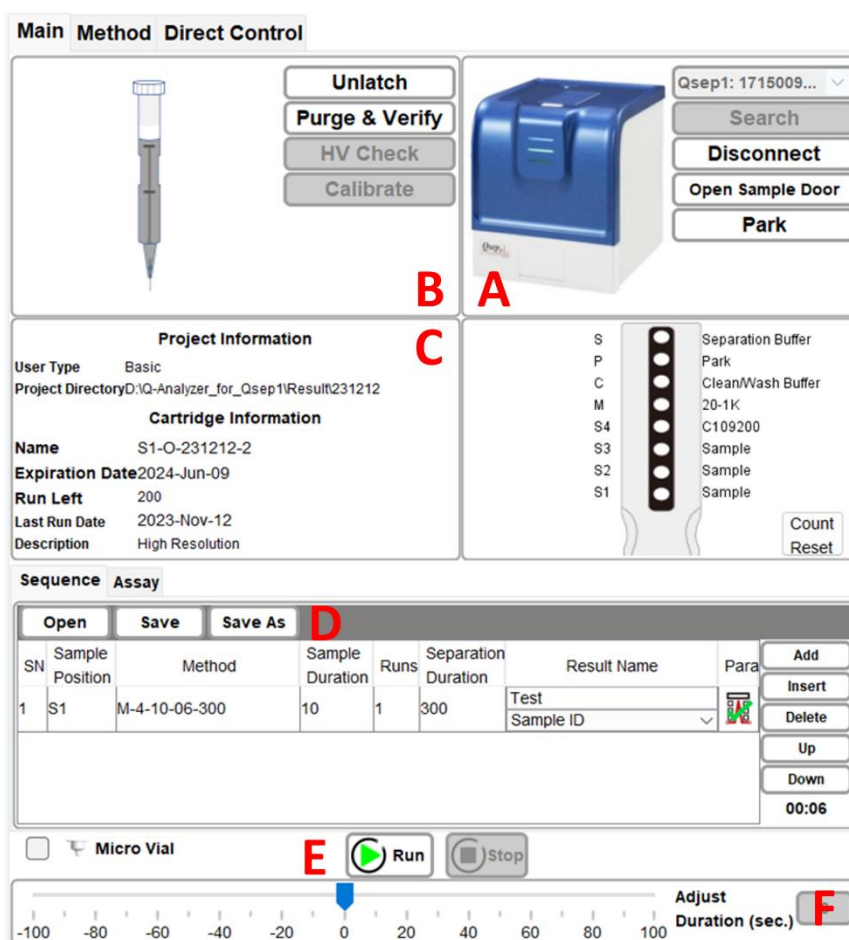 Main Method Direct Control
Unlatch
Purge & Verify
HV Check
Calibrate
B
Qsep1: 1715009...
Search
Disconnect
Open Sample Door
Park
A
Project Information
C
User Type Basic
Project DirectoryD:\Q-Analyzer_for_Qsep1\Result\231212
Cartridge Information
Name S1-O-231212-2
Expiration Date2024-Jun-09
Run Left 200
Last Run Date 2023-Nov-12
Description High Resolution
S Separation Buffer
P Park
C Clean/Wash Buffer
M 20-1K
S4 C109200
S3 Sample
S2 Sample
S1 Sample
Count
Reset
Sequence Assay
Open Save Save As D
SN Sample Position Method Sample Duration Runs Separation Duration Result Name Para
1 S1 M-4-10-06-300 10 1 300 Test
Sample ID
Add
Insert
Delete
Up
Down
00:06
Micro Vial E Run Stop
-100 -80 -60 -40 -20 0 20 40 60 80 100
Adjust
Duration (sec.) F